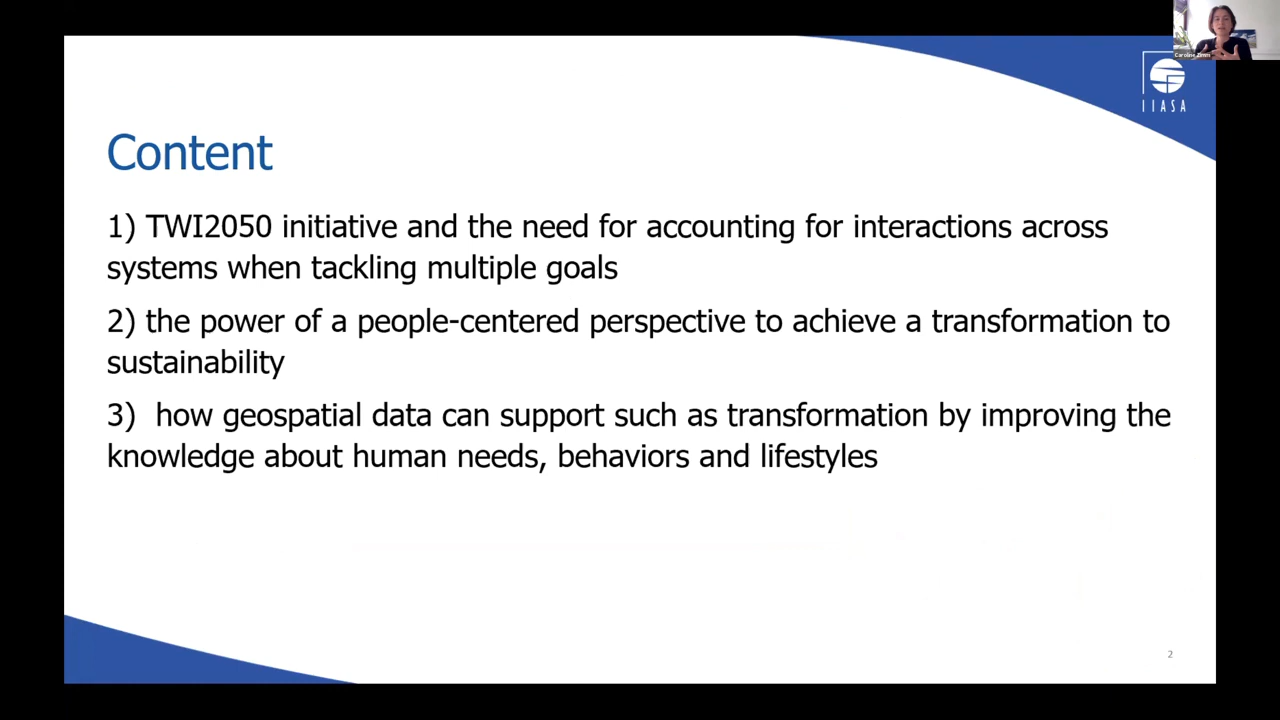 Caroline Zimm
IIASA
Content
1) TWI2050 initiative and the need for accounting for interactions across
systems when tackling multiple goals
2) the power of a people-centered perspective to achieve a transformation to
sustainability
3) how geospatial data can support such as transformation by improving the
knowledge about human needs, behaviors and lifestyles
2